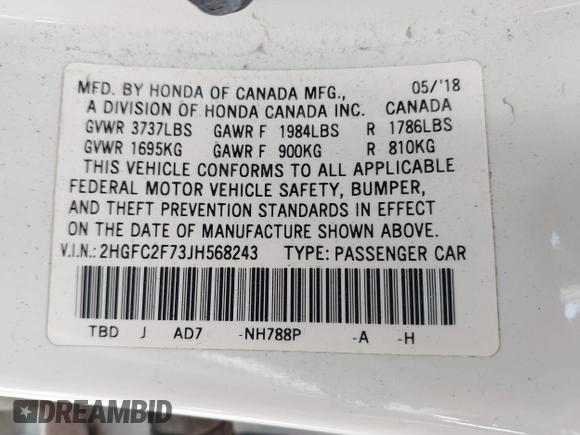 MFD. BY HONDA OF CANADA MFG., 05/'18
A DIVISION OF HONDA CANADA INC. CANADA
GVWR 3737LBS GAWR F 1984LBS R 1786LBS
GVWR 1695KG GAWR F 900KG R 810KG
THIS VEHICLE CONFORMS TO ALL APPLICABLE
FEDERAL MOTOR VEHICLE SAFETY, BUMPER,
AND THEFT PREVENTION STANDARDS IN EFFECT
ON THE DATE OF MANUFACTURE SHOWN ABOVE.
V.I.N.: 2HGFC2F73JH568243 TYPE: PASSENGER CAR
TBD J AD7 -NH788P -A -H
DREAMBID